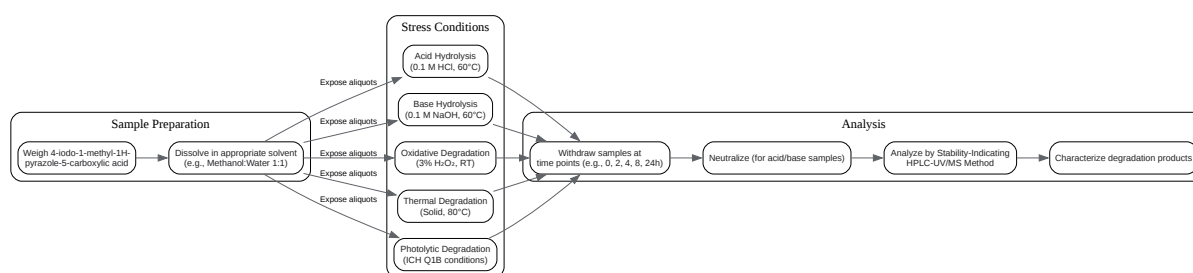 Stress Conditions
Acid Hydrolysis
(0.1 M HCl, 60°C)
Expose aliquots
Base Hydrolysis
(0.1 M NaOH, 60°C)
Expose aliquots
Sample Preparation
Analysis
Weigh 4-iodo-1-methyl-1H-
pyrazole-5-carboxylic acid
Dissolve in appropriate solvent
(e.g., Methanol:Water 1:1)
Expose aliquots
Oxidative Degradation
(3% H₂O₂, RT)
Withdraw samples at
time points (e.g., 0, 2, 4, 8, 24h)
Neutralize (for acid/base samples)
Analyze by Stability-Indicating
HPLC-UV/MS Method
Characterize degradation products
Expose aliquots
Thermal Degradation
(Solid, 80°C)
Expose aliquots
Photolytic Degradation
(ICH Q1B conditions)